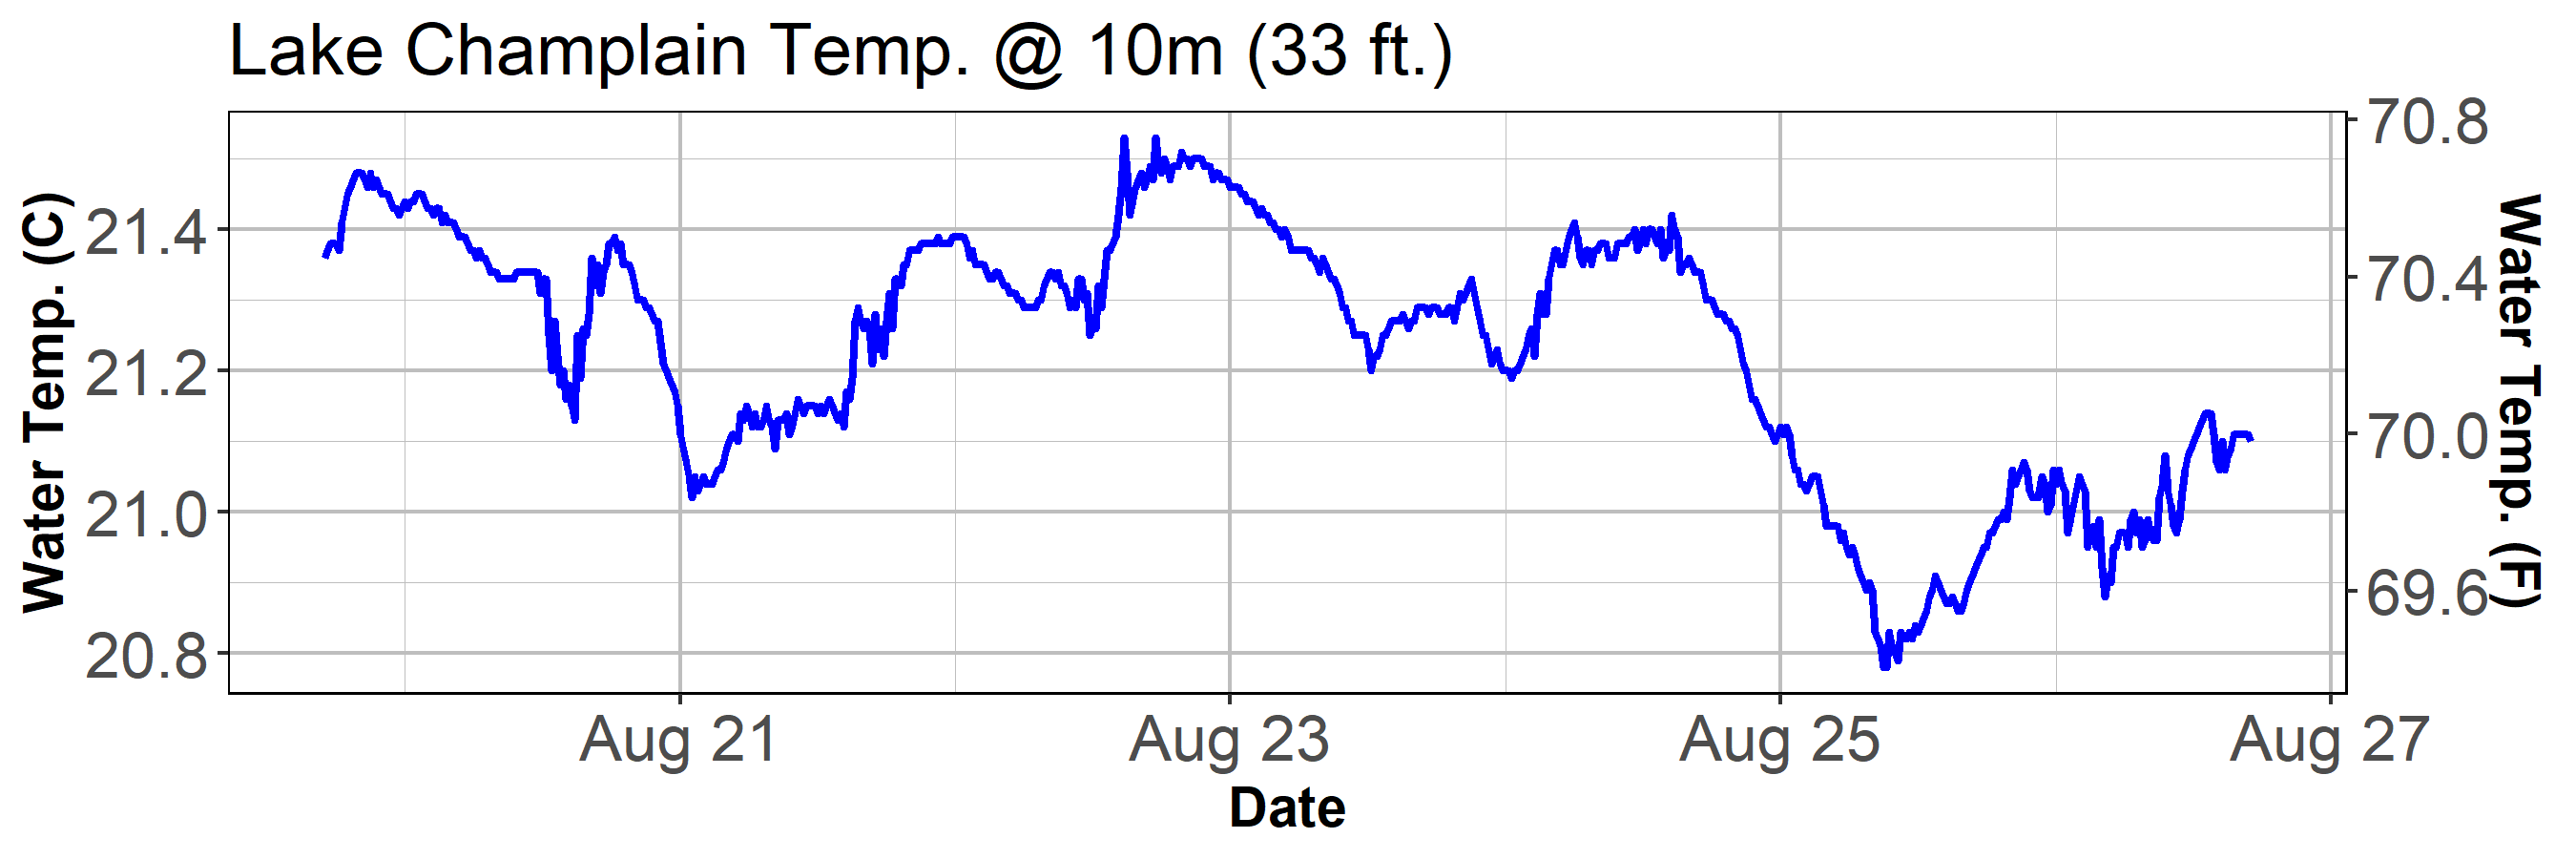 Lake Champlain Temp. @ 10m (33 ft.)
Water Temp. (C)
21.4
21.2
21.0
20.8
70.8
70.4
70.0
69.6
Water Temp. (F)
Aug 21
Aug 23
Aug 25
Aug 27
Date